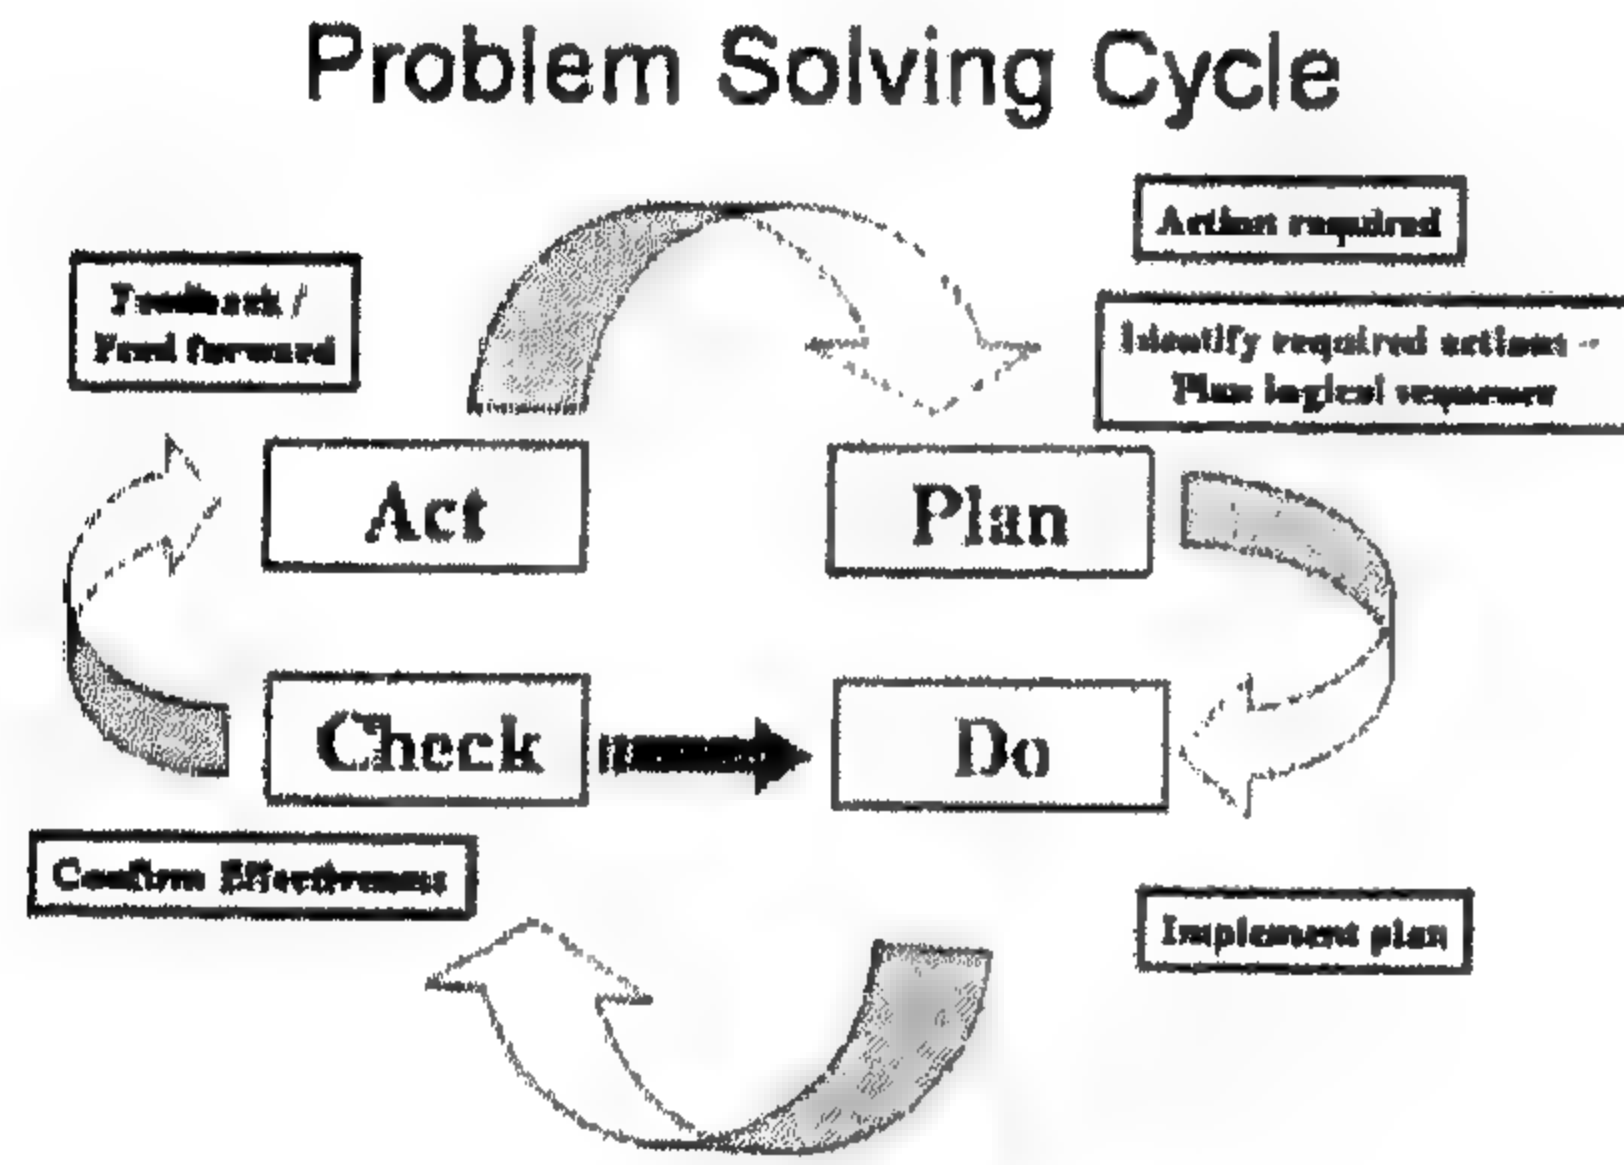 Problem Solving Cycle
Action required
Feedback /
Feed forward
Identify required actions -
Plan logical sequence
Act
Plan
Check
Do
Confirm Effectiveness
Implement plan